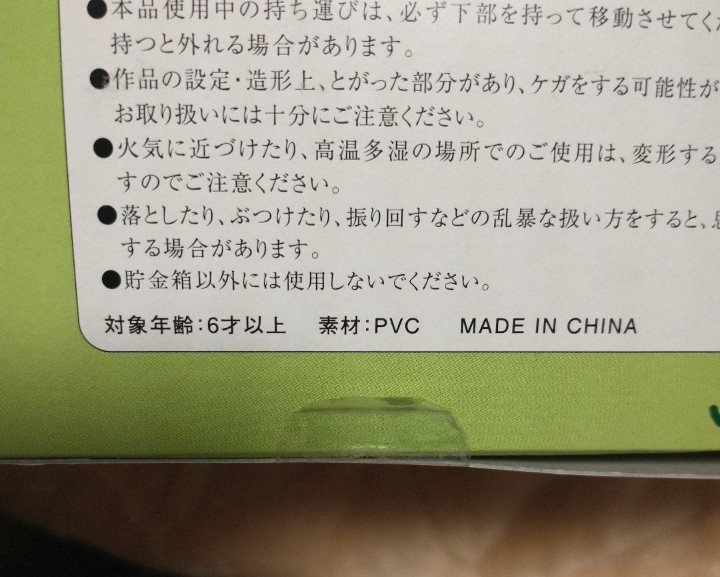 ●本品使用中の持ち運びは、必ず下部を持って移動させてく
持つと外れる場合があります。
●作品の設定・造形上、とがった部分があり、ケガをする可能性が
お取り扱いには十分にご注意ください。
●火気に近づけたり、高温多湿の場所でのご使用は、変形する
すのでご注意ください。
●落としたり、ぶつけたり、振り回すなどの乱暴な扱い方をすると、
する場合があります。
●貯金箱以外には使用しないでください。
対象年齢：6才以上　素材：PVC　MADE IN CHINA